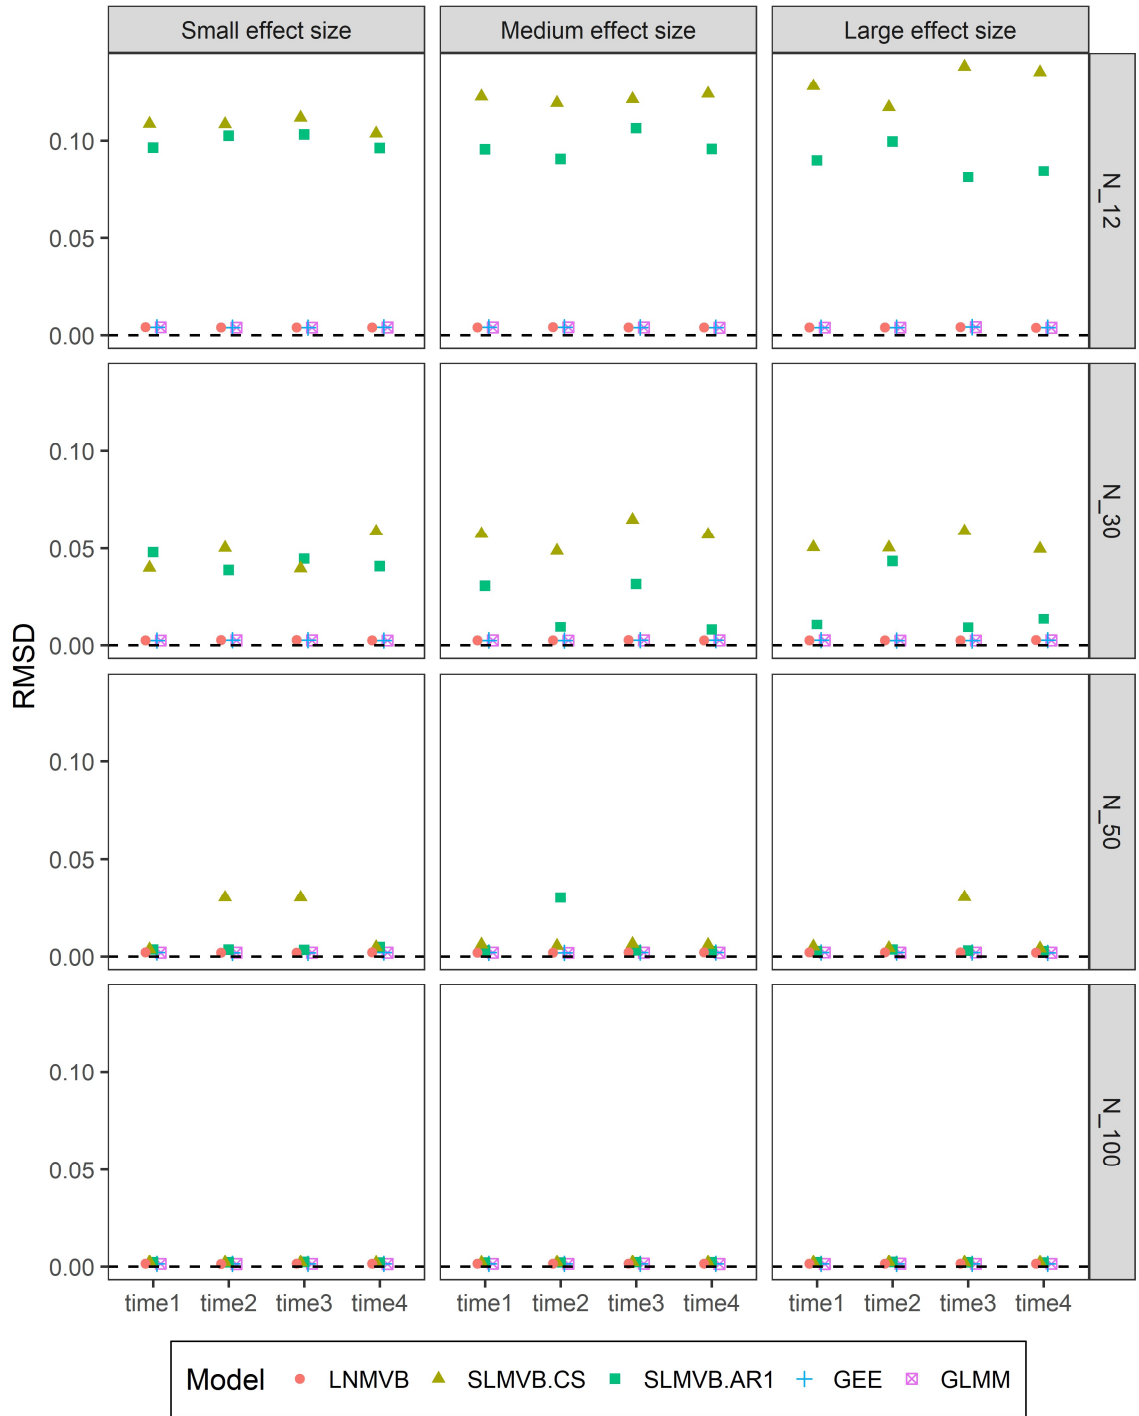 Small effect size
Medium effect size
Large effect size
0.10
0.05
0.00
N_12
0.10
0.05
0.00
N_30
RMSD
0.10
0.05
0.00
N_50
0.10
0.05
0.00
N_100
time1 time2 time3 time4
time1 time2 time3 time4
time1 time2 time3 time4
Model LNMVB SLMVB.CS SLMVB.AR1 GEE GLMM